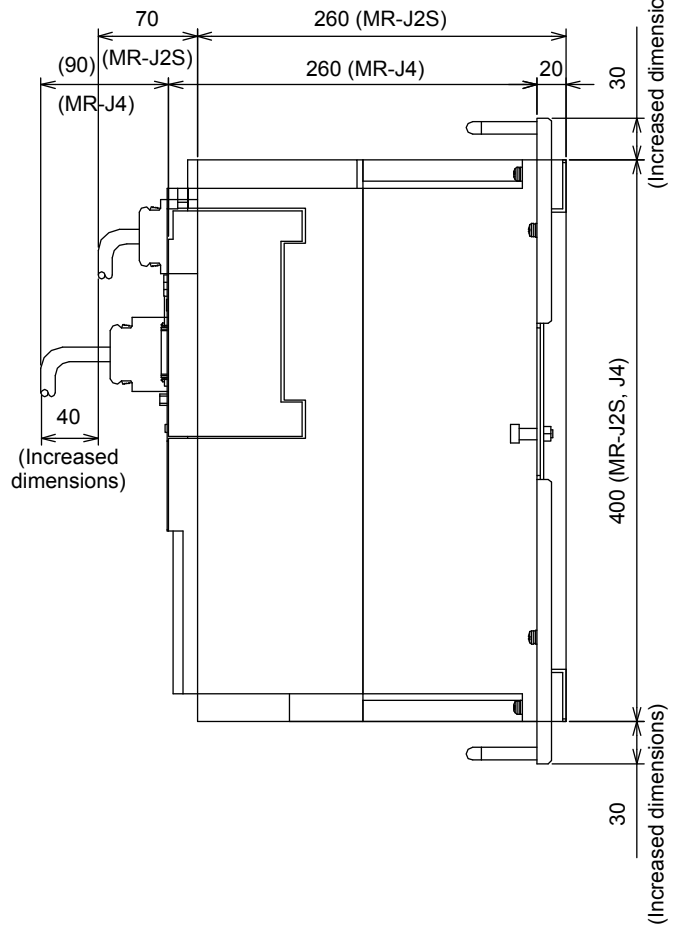 70
260 (MR-J2S)
(MR-J2S)
(90)
260 (MR-J4)
20
(MR-J4)
30
(Increased
40
(Increased
dimensions)
400 (MR-J2S, J4)
30
(Increased dimensions)